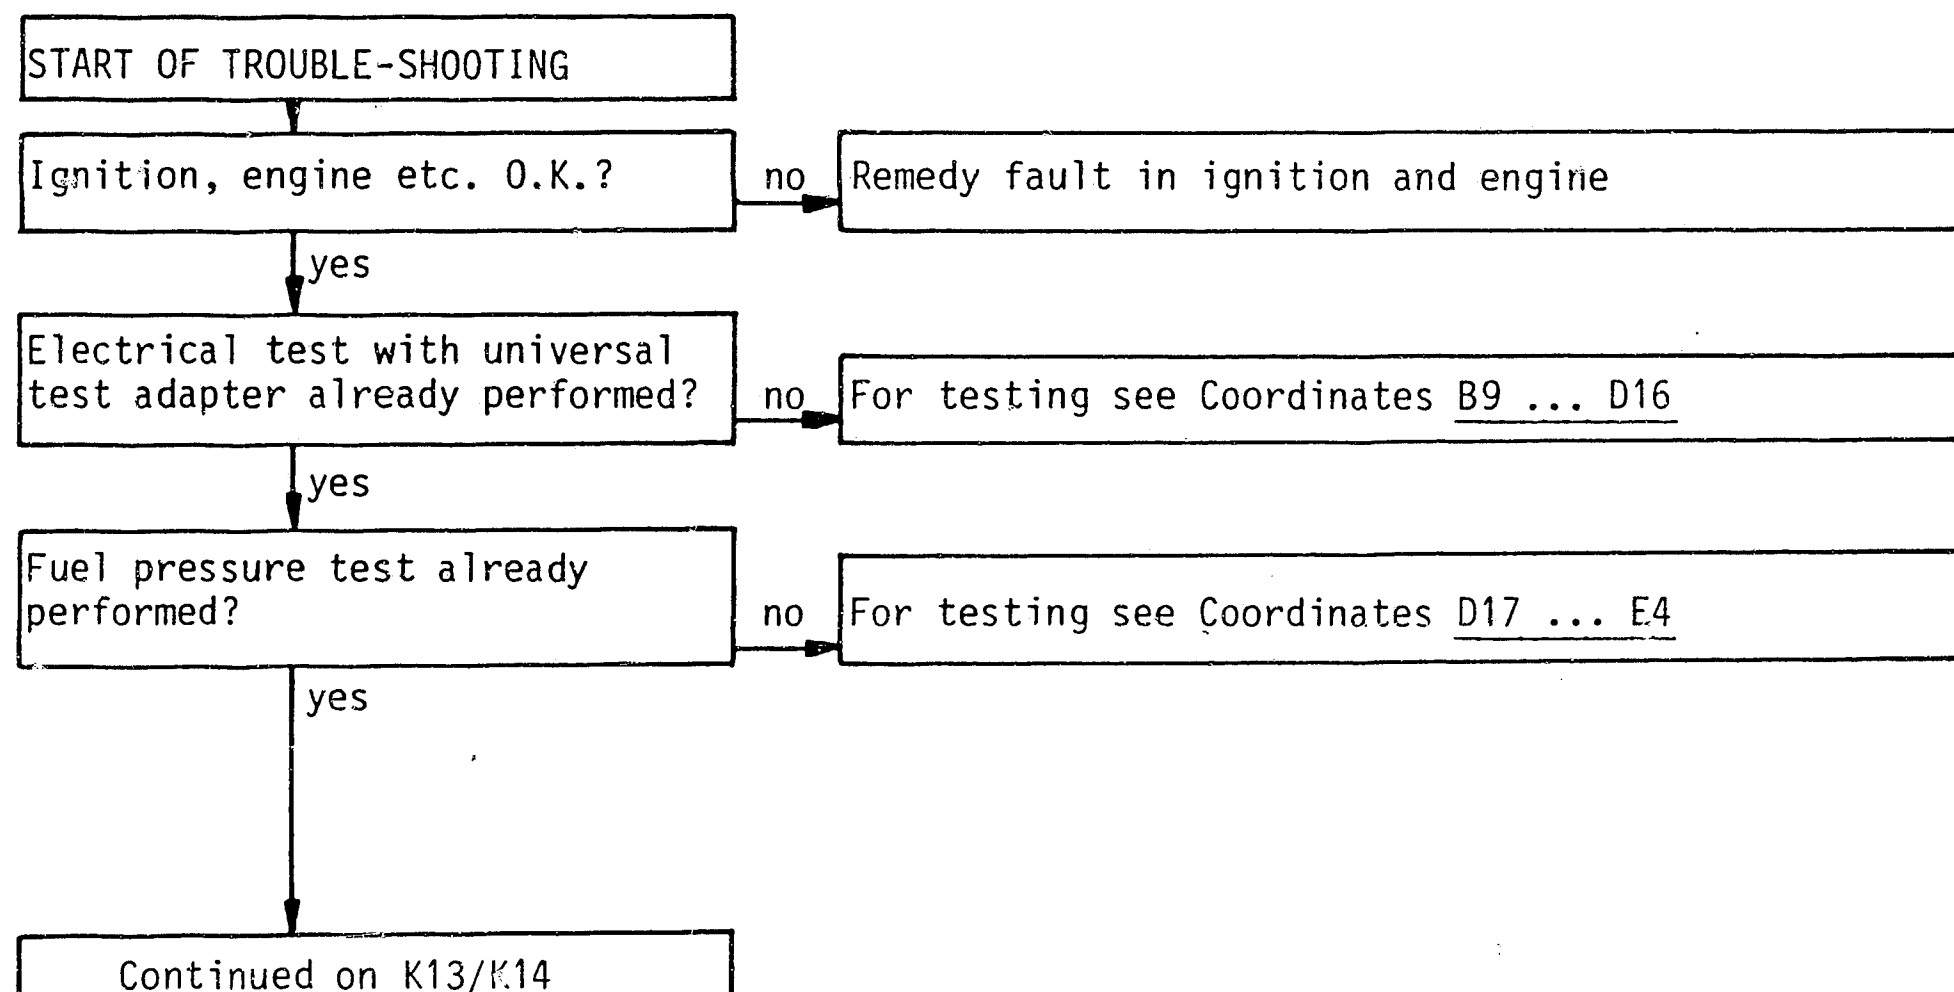 START OF TROUBLE-SHOOTING
Ignition, engine etc. O.K.?
no
Remedy fault in ignition and engine
yes
Electrical test with universal
test adapter already performed?
no
For testing see Coordinates B9 ... D16
yes
Fuel pressure test already
performed?
no
For testing see Coordinates D17 ... E4
yes
Continued on K13/K14